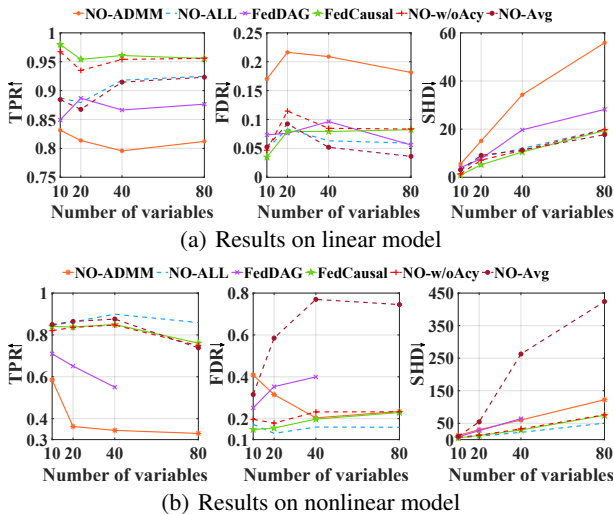 NO-ADMM NO-ALL FedDAG FedCausal NO-w/oAcy NO-Avg
1 0.95 0.9 0.85 0.8 0.75
TPR↑
10 20 40 80
Number of variables
0.25 0.2 0.15 0.1 0.05 0
FDR↓
10 20 40 80
Number of variables
60 40 20 0
SHD↓
10 20 40 80
Number of variables
(a) Results on linear model
NO-ADMM NO-ALL FedDAG FedCausal NO-w/oAcy NO-Avg
1 0.8 0.6 0.4 0.3
TPR↑
10 20 40 80
Number of variables
0.8 0.6 0.4 0.2 0.1
FDR↓
10 20 40 80
Number of variables
450 350 250 150 50 0
SHD↓
10 20 40 80
Number of variables
(b) Results on nonlinear model